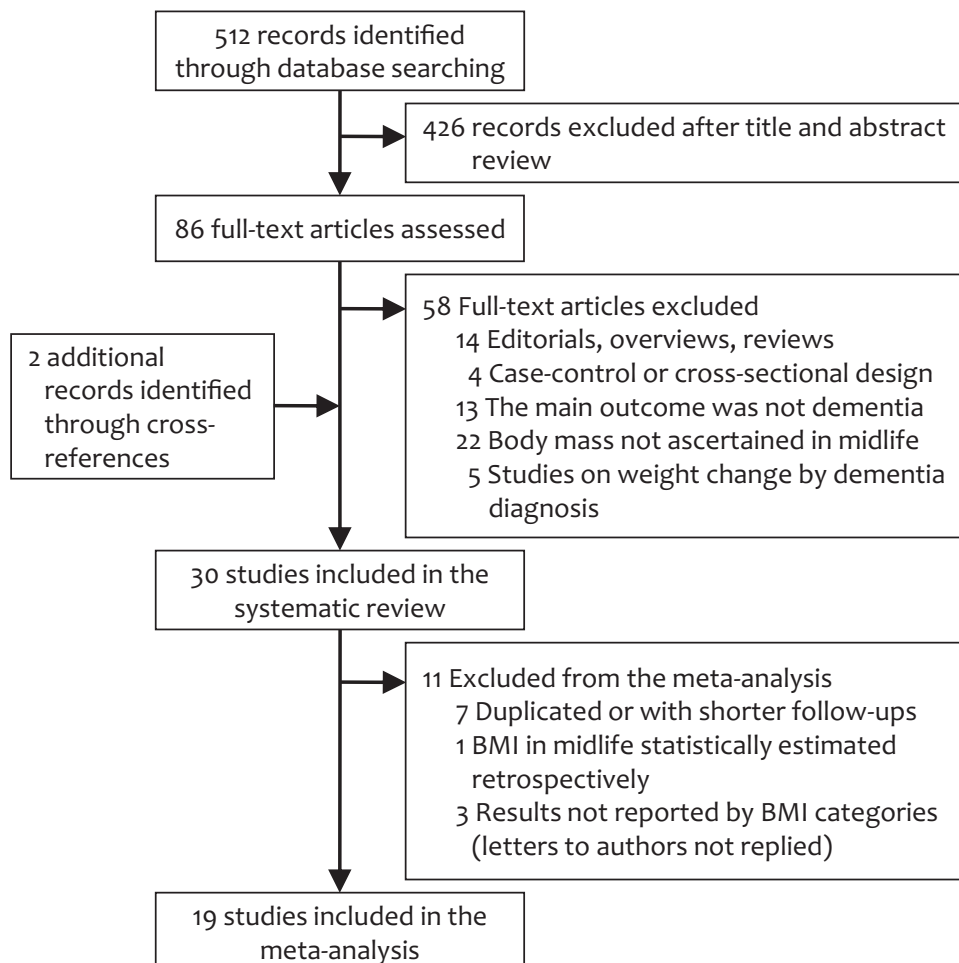 512 records identified
through database searching
426 records excluded after title and abstract
review
86 full-text articles assessed
58 Full-text articles excluded
14 Editorials, overviews, reviews
4 Case-control or cross-sectional design
13 The main outcome was not dementia
22 Body mass not ascertained in midlife
5 Studies on weight change by dementia
diagnosis
2 additional
records identified
through cross-
references
30 studies included in the
systematic review
11 Excluded from the meta-analysis
7 Duplicated or with shorter follow-ups
1 BMI in midlife statistically estimated
retrospectively
3 Results not reported by BMI categories
(letters to authors not replied)
19 studies included in the
meta-analysis